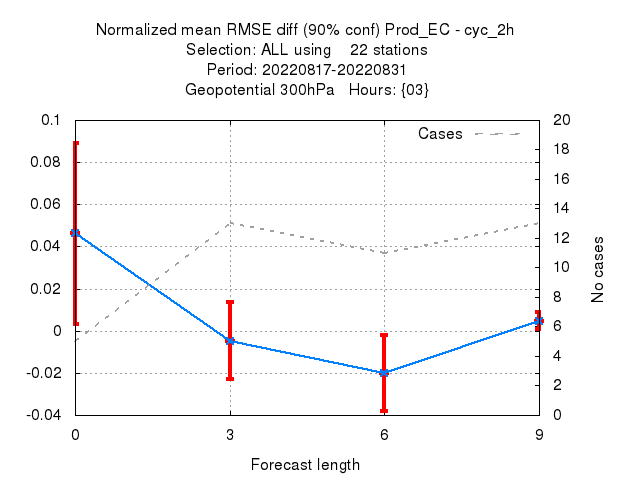 Normalized mean RMSE diff (90% conf) Prod_EC - cyc_2h
Selection: ALL using 22 stations
Period: 20220817-20220831
Geopotential 300hPa Hours: {03}
Cases
0.1
0.08
0.06
0.04
0.02
0
-0.02
-0.04
20
18
16
14
12
10
8
6
4
2
0
No cases
0 3 6 9
Forecast length